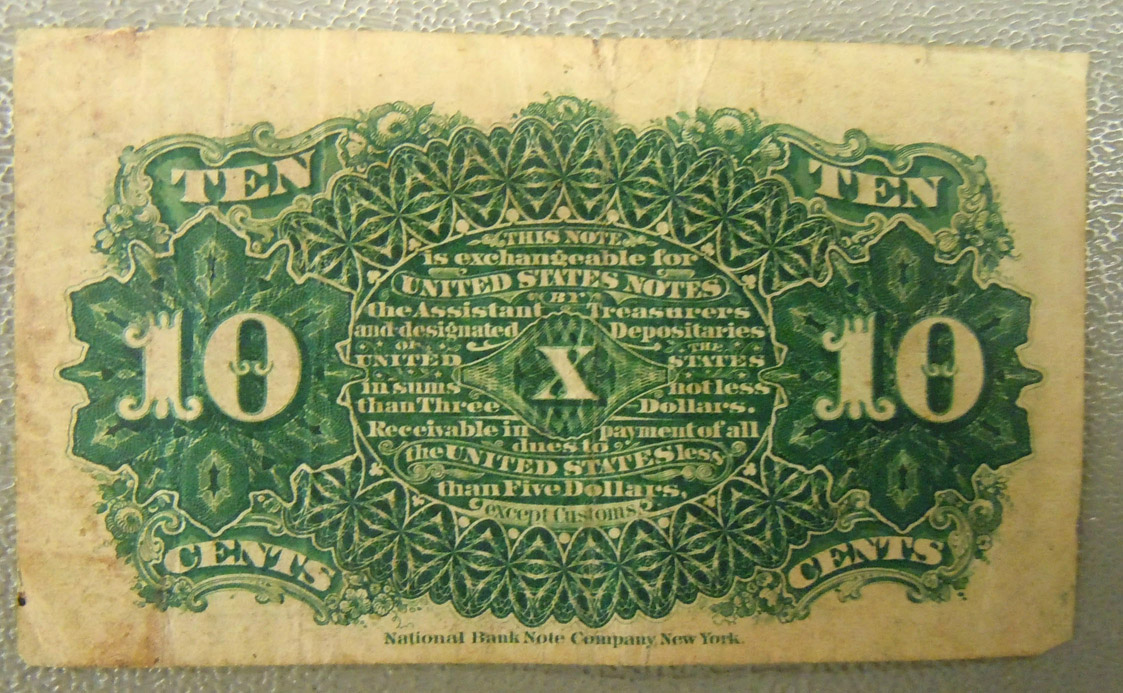 TEN TEN
THIS NOTE
is exchangeable for
UNITED STATES NOTES
BY
the Assistant Treasurers
and designated Depositaries
OF THE
UNITED STATES
10 X 10
in sums not less
than Three Dollars.
Receivable in payment of all
dues to
the UNITED STATES less
than Five Dollars,
except Customs.
CENTS CENTS
National Bank Note Company, New York.